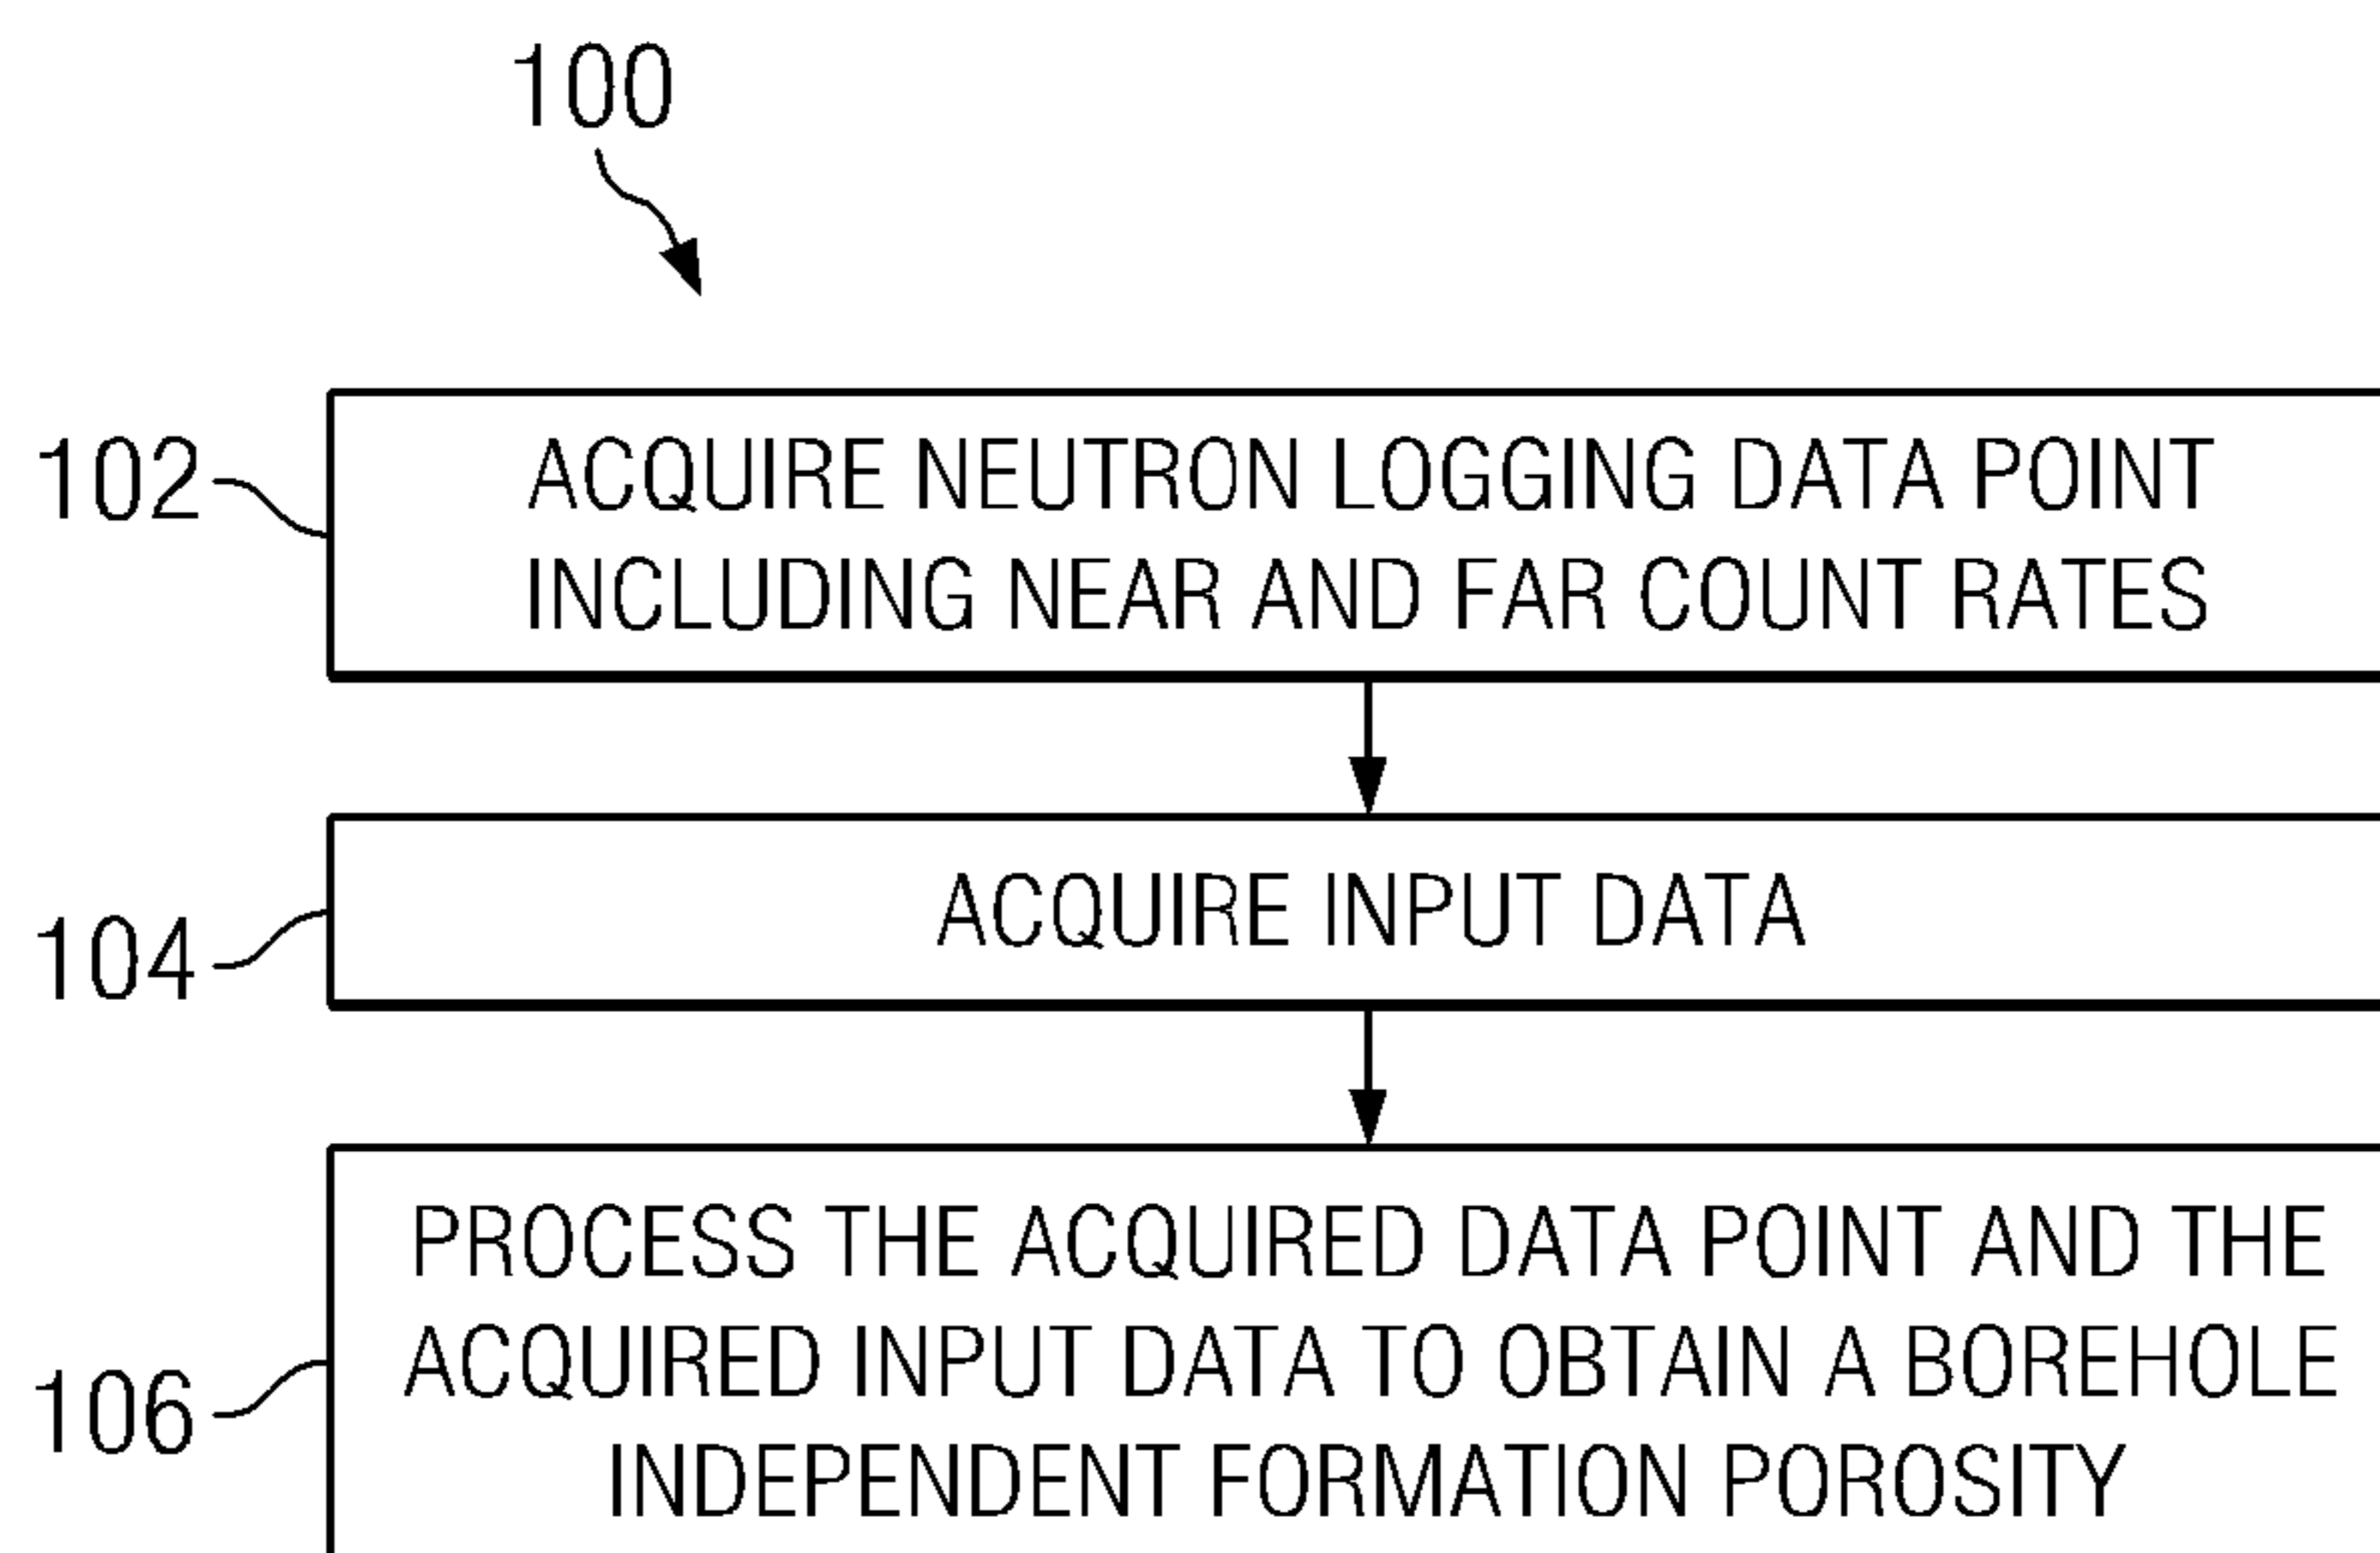 100
102
ACQUIRE NEUTRON LOGGING DATA POINT
INCLUDING NEAR AND FAR COUNT RATES
104
ACQUIRE INPUT DATA
106
PROCESS THE ACQUIRED DATA POINT AND THE
ACQUIRED INPUT DATA TO OBTAIN A BOREHOLE
INDEPENDENT FORMATION POROSITY